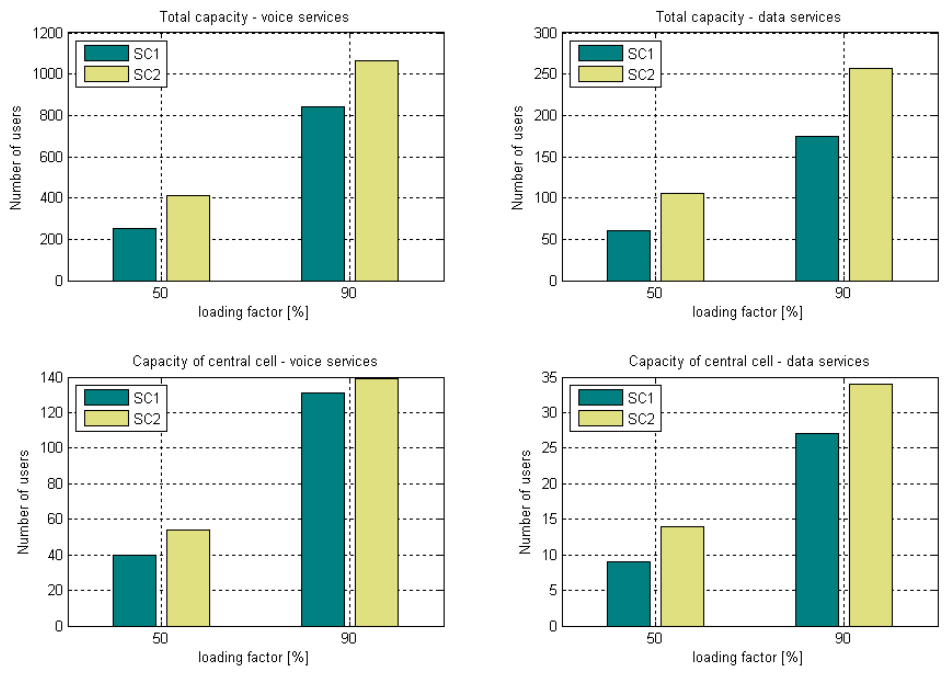 Total capacity - voice services
1200
1000
800
600
400
200
0
Number of users
SC1
SC2
50
90
loading factor [%]
Total capacity - data services
300
250
200
150
100
50
0
Number of users
SC1
SC2
50
90
loading factor [%]
Capacity of central cell - voice services
140
120
100
80
60
40
20
0
Number of users
SC1
SC2
50
90
loading factor [%]
Capacity of central cell - data services
35
30
25
20
15
10
5
0
Number of users
SC1
SC2
50
90
loading factor [%]